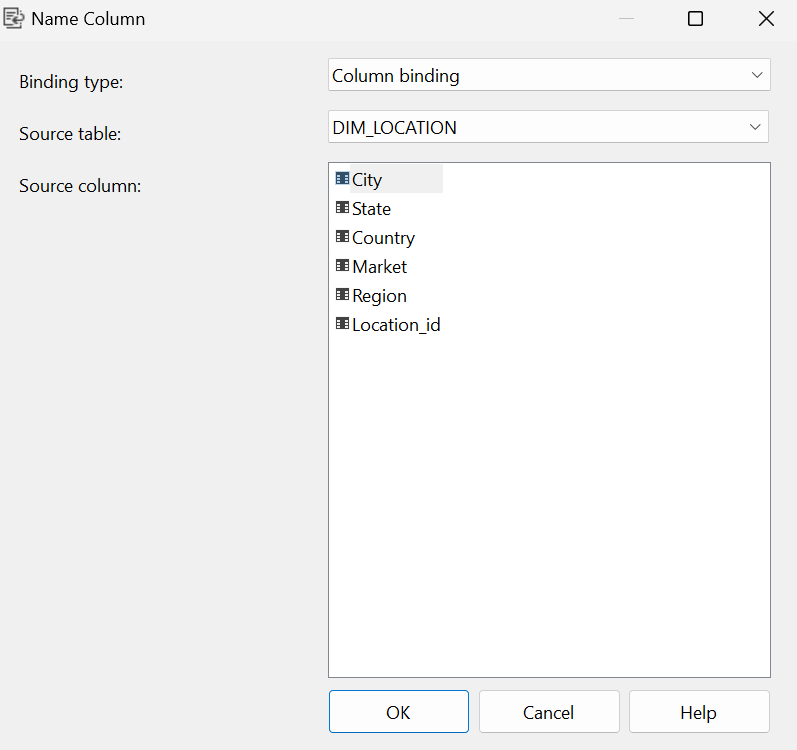 Name Column
Binding type:
Column binding
Source table:
DIM_LOCATION
Source column:
City
State
Country
Market
Region
Location_id
OK
Cancel
Help